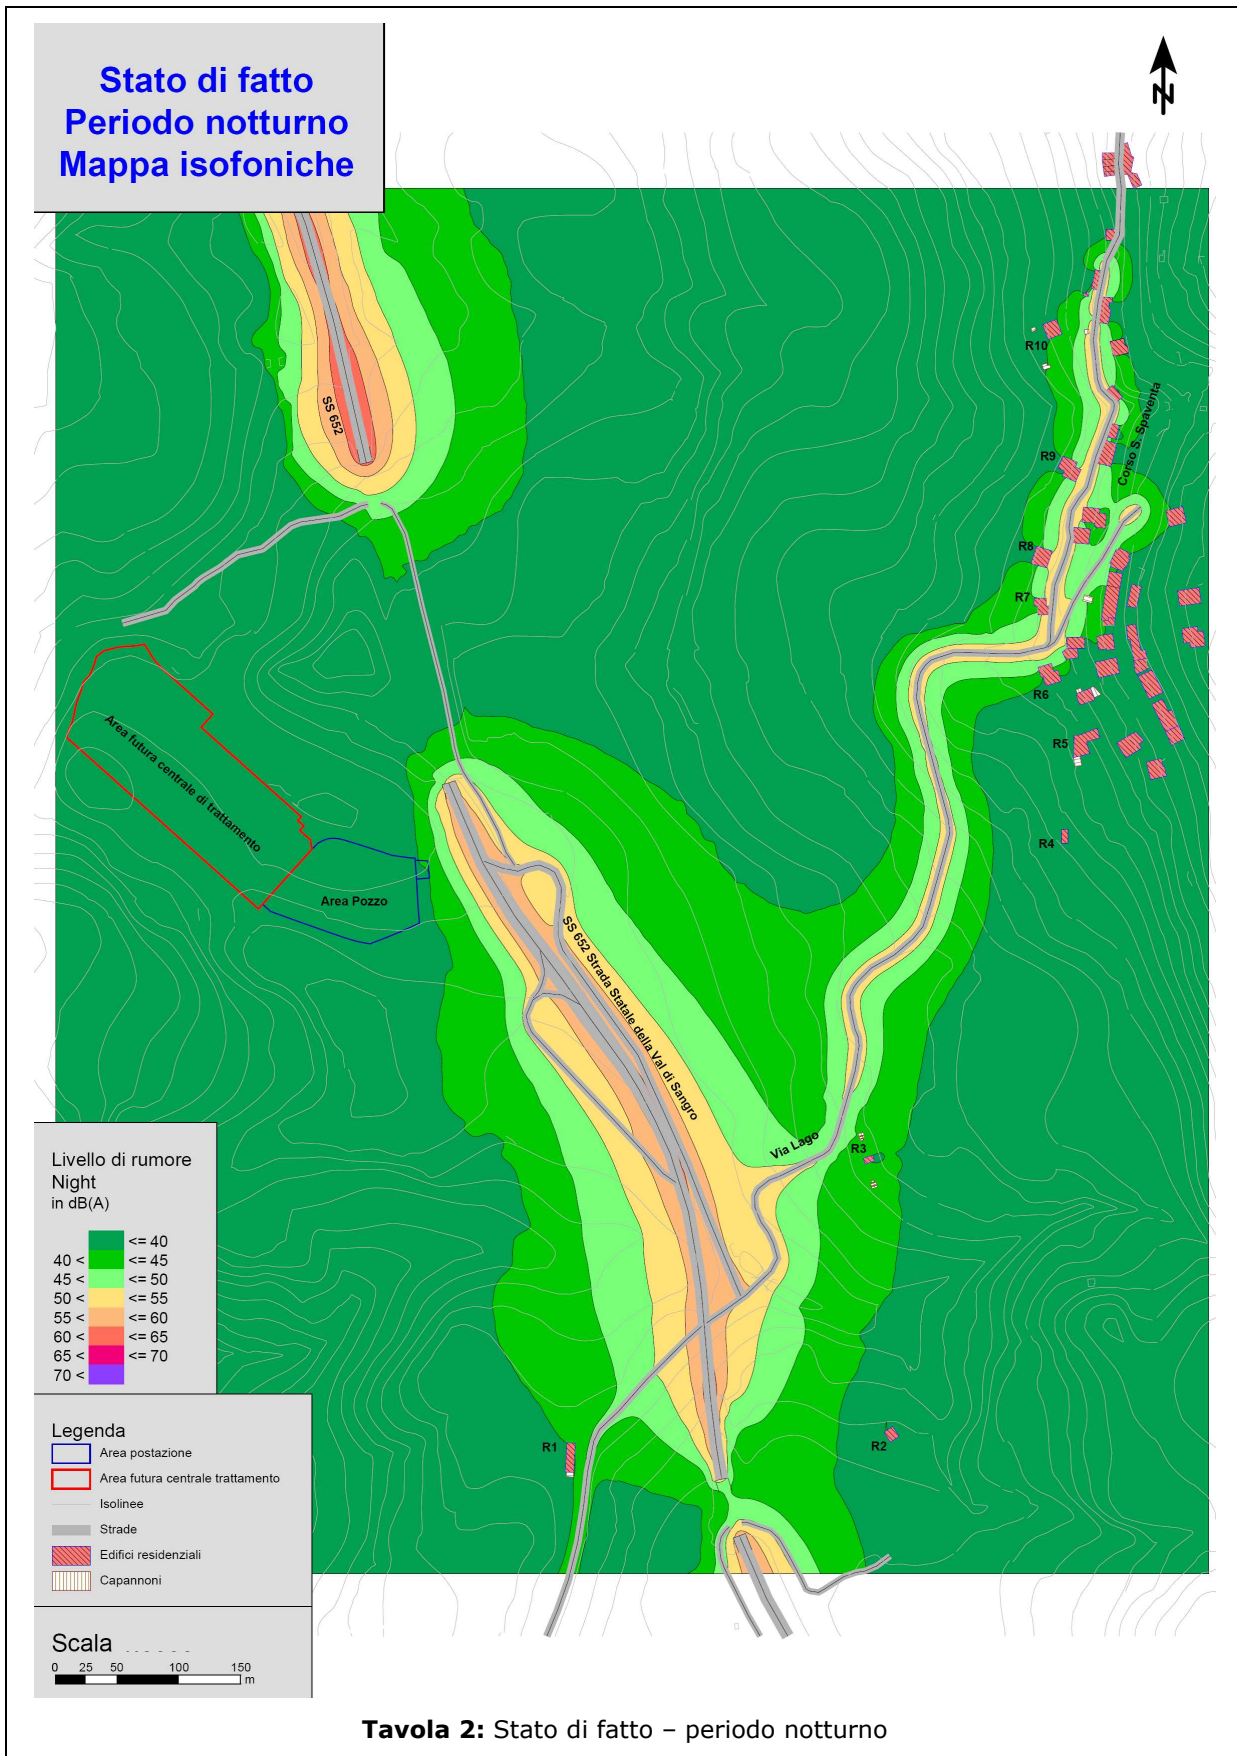 Stato di fatto
Periodo notturno
Mappa isofoniche
N
SS 652
R10
Corso S. Spaventa
R9
R8
R7
R6
R5
R4
Area futura centrale di trattamento
Area Pozzo
SS 652 Strada Statale della Val di Sangro
Via Lago
R3
R1
R2
Livello di rumore
Night
in dB(A)
<= 40
40 < <= 45
45 < <= 50
50 < <= 55
55 < <= 60
60 < <= 65
65 < <= 70
70 <
Legenda
Area postazione
Area futura centrale trattamento
Isolinee
Strade
Edifici residenziali
Capannoni
Scala
0 25 50 100 150
m
Tavola 2: Stato di fatto – periodo notturno